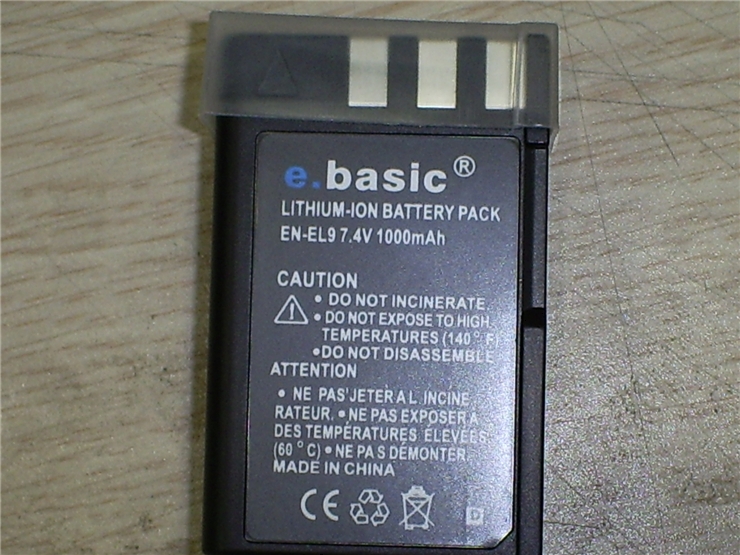 e.basic®
LITHIUM-ION BATTERY PACK
EN-EL9 7.4V 1000mAh
CAUTION
• DO NOT INCINERATE.
• DO NOT EXPOSE TO HIGH
TEMPERATURES (140°F)
•DO NOT DISASSEMBLE
ATTENTION
• NE PAS'JETER AL INCINE
RATEUR. •NE PAS EXPOSER A
DES TEMPÉRATURES ÉLEVÉES
(60°C) •NE PAS DÉMONTER.
MADE IN CHINA
CE
D